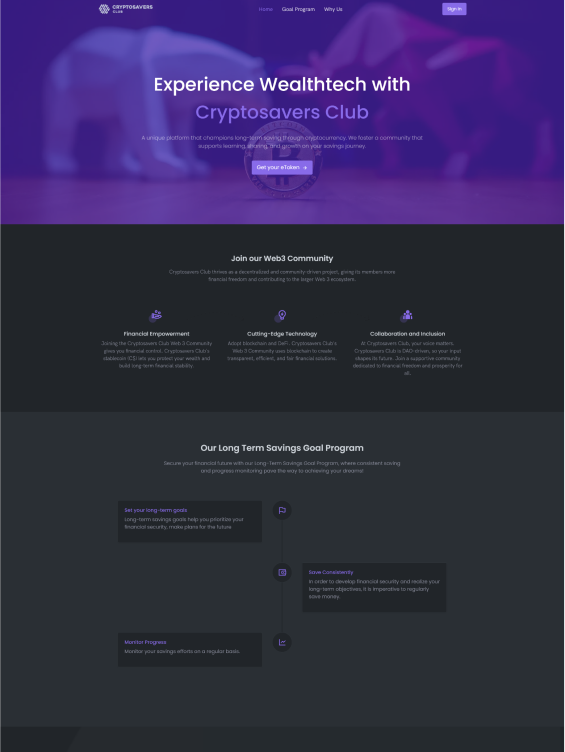 CRYPTOSAVERS
CLUB
Home Goal Program Why Us
Sign in
Experience Wealthtech with
Cryptosavers Club
A unique platform that champions long-term saving through cryptocurrency. We foster a community that
supports learning, sharing, and growth on your savings journey.
Get your eToken →
Join our Web3 Community
Cryptosavers Club thrives as a decentralized and community-driven project, giving its members more
financial freedom and contributing to the larger Web 3 ecosystem.
Financial Empowerment
Joining the Cryptosavers Club Web 3 Community
gives you financial control. Cryptosavers Club's
stablecoin (C$) lets you protect your wealth and
build long-term financial stability.
Cutting-Edge Technology
Adopt blockchain and DeFi. Cryptosavers Club's
Web 3 Community uses blockchain to create
transparent, efficient, and fair financial solutions.
Collaboration and Inclusion
At Cryptosavers Club, your voice matters.
Cryptosavers Club is DAO-driven, so your input
shapes its future. Join a supportive community
dedicated to financial freedom and prosperity for
all.
Our Long Term Savings Goal Program
Secure your financial future with our Long-Term Savings Goal Program, where consistent saving
and progress monitoring pave the way to achieving your dreams!
Set your long-term goals
Long-term savings goals help you prioritize your
financial security, make plans for the future
Save Consistently
In order to develop financial security and realize your
long-term objectives, it is imperative to regularly
save money.
Monitor Progress
Monitor your savings efforts on a regular basis.